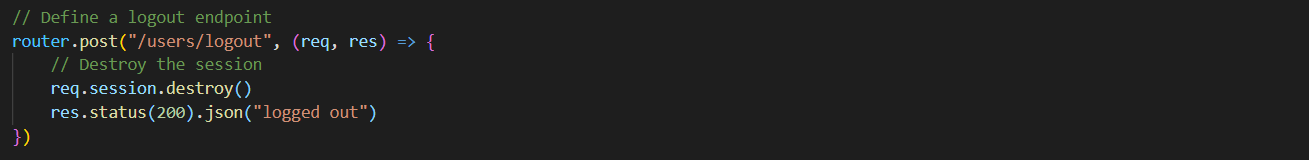 // Define a logout endpoint
router.post("/users/logout", (req, res) => {
    // Destroy the session
    req.session.destroy()
    res.status(200).json("logged out")
})